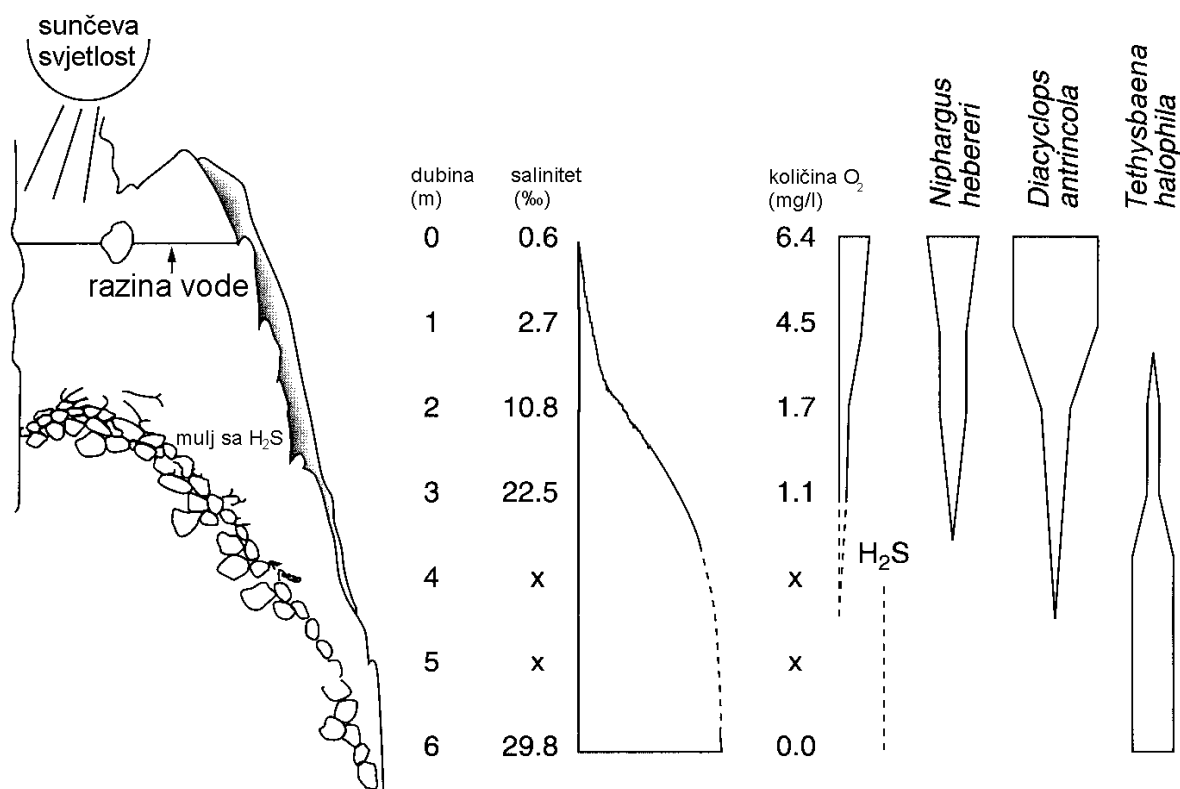 sunčeva
svjetlost
razina vode
mulj sa H₂S
dubina
(m)
salinitet
(‰)
količina O₂
(mg/l)
Niphargus
hebereri
Diacyclops
antrincola
Tethysbaena
halophila
0 0.6 6.4
1 2.7 4.5
2 10.8 1.7
3 22.5 1.1
H₂S
4 x x
5 x x
6 29.8 0.0